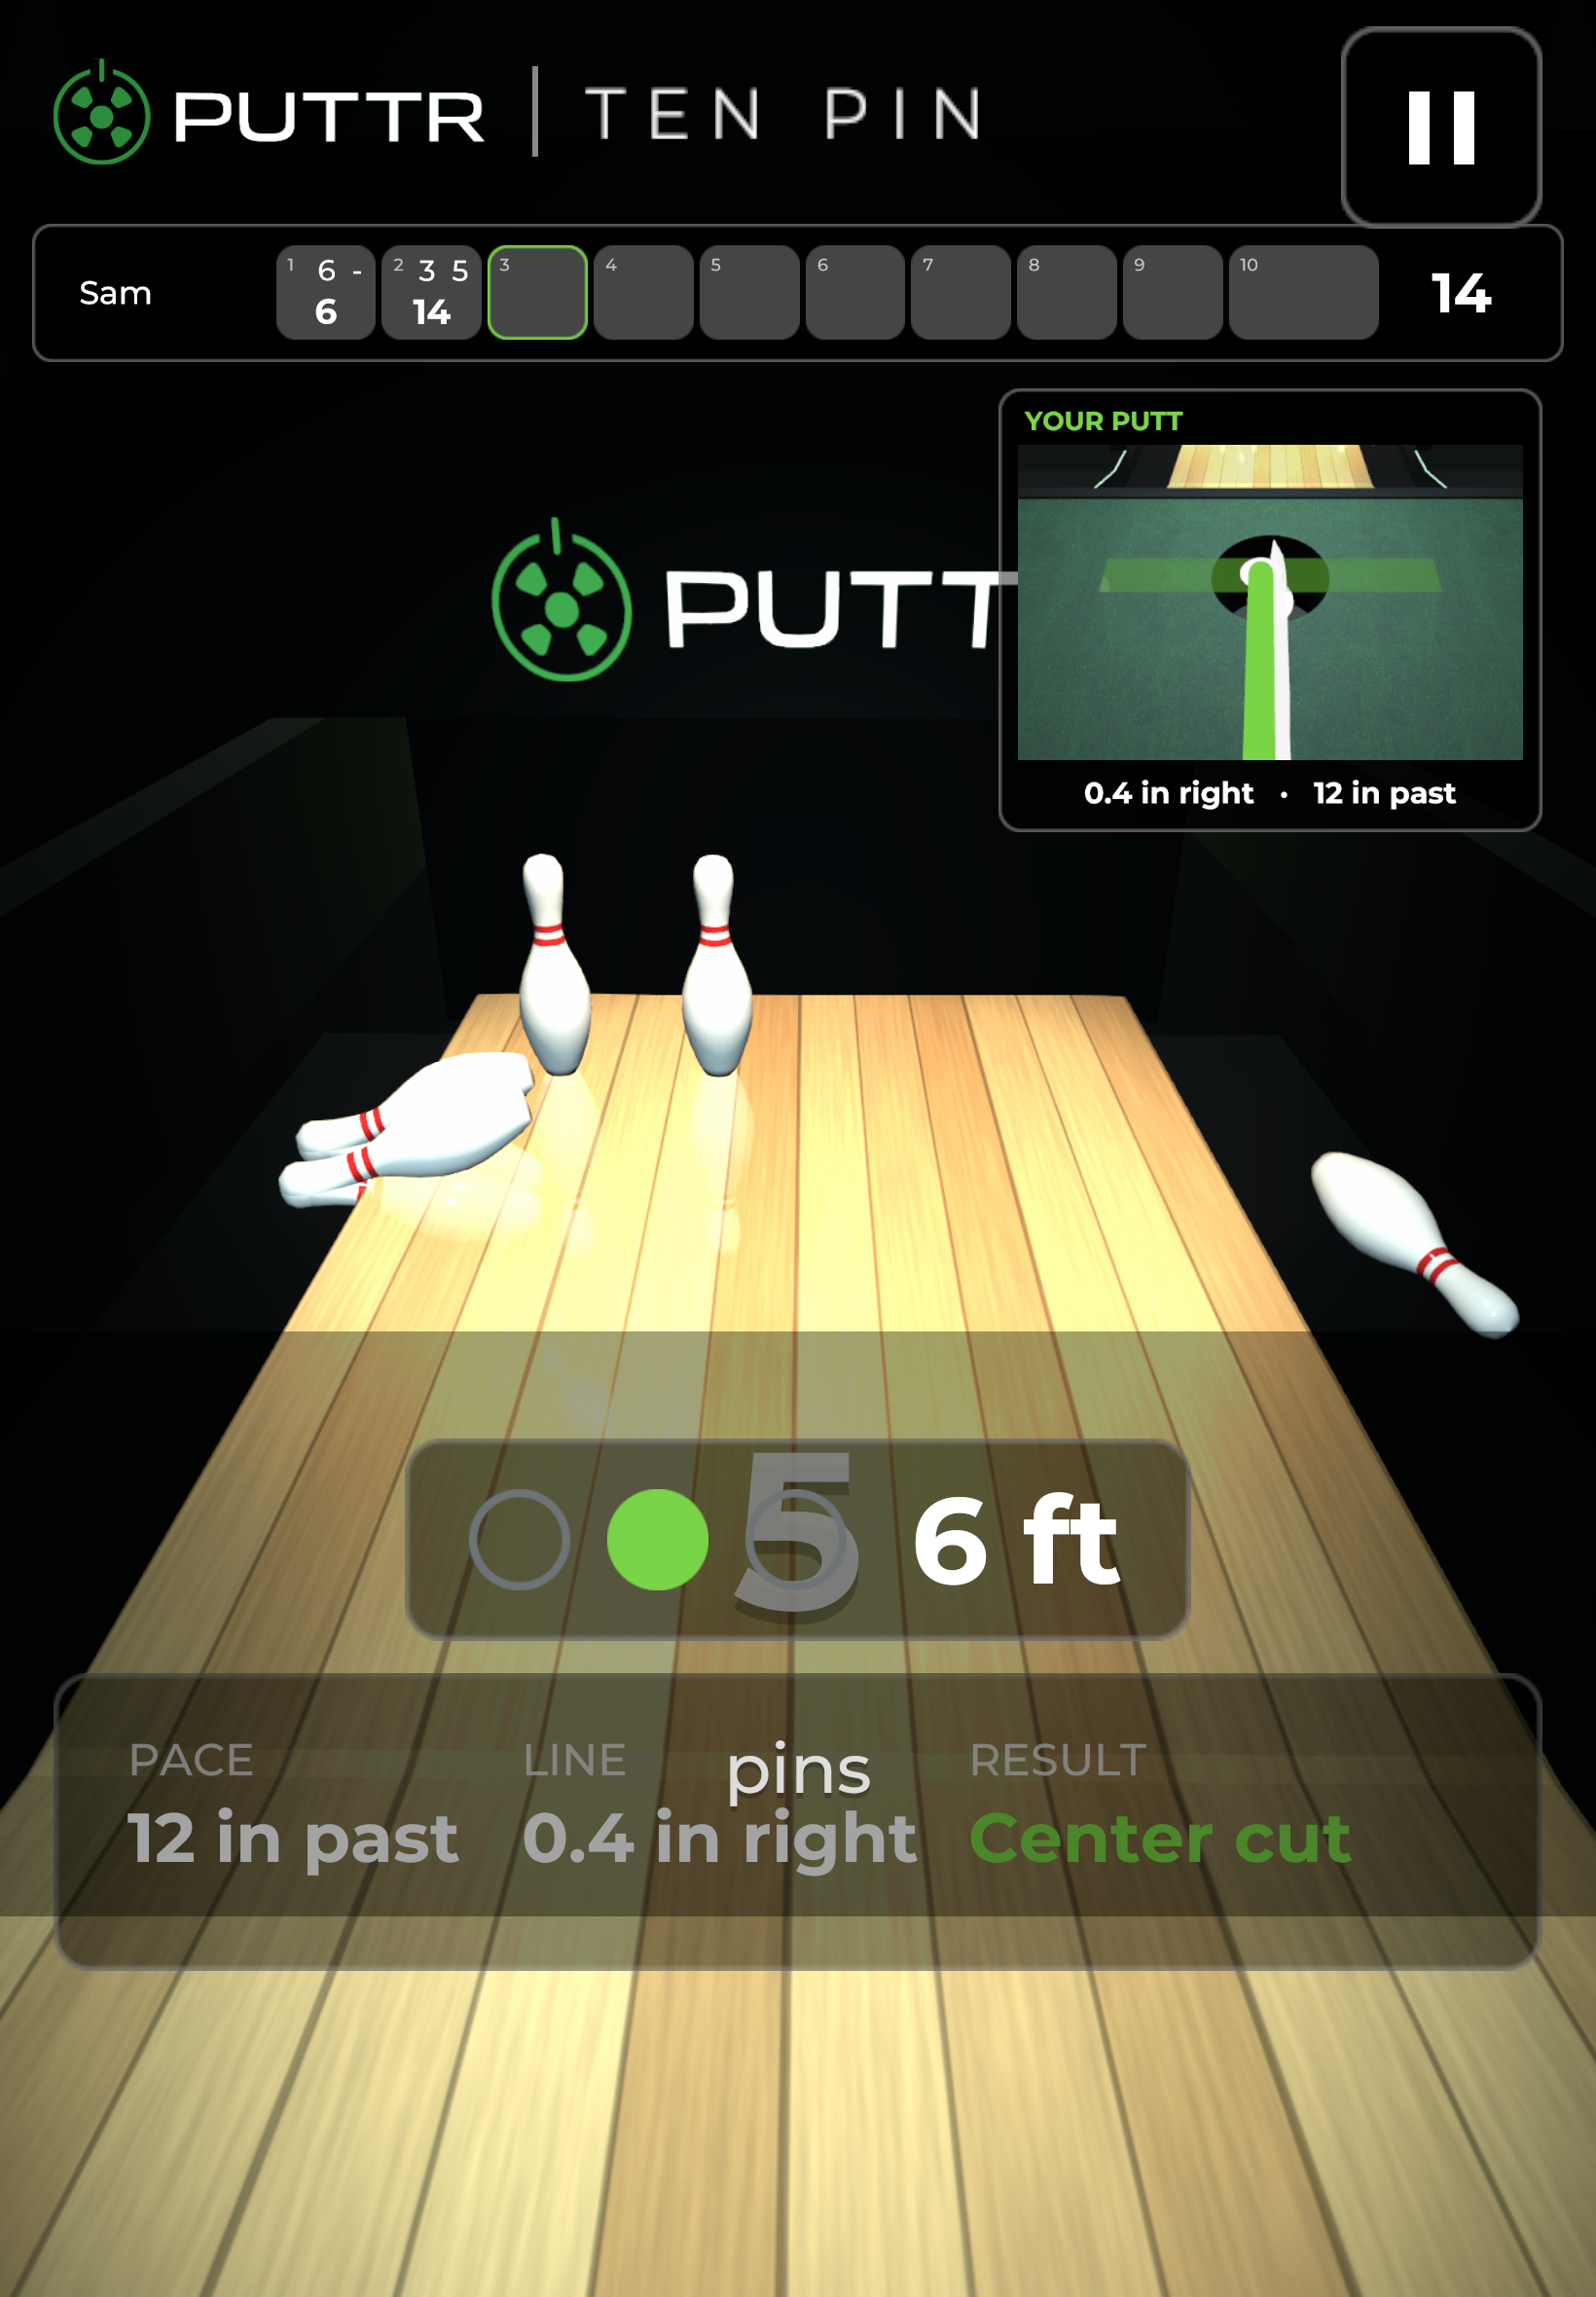 PUTTR | TEN PIN
Sam
1 6 -
6
2 3 5
14
3
4
5
6
7
8
9
10
14
YOUR PUTT
0.4 in right • 12 in past
PUTT
5
6 ft
pins
PACE
12 in past
LINE
0.4 in right
RESULT
Center cut